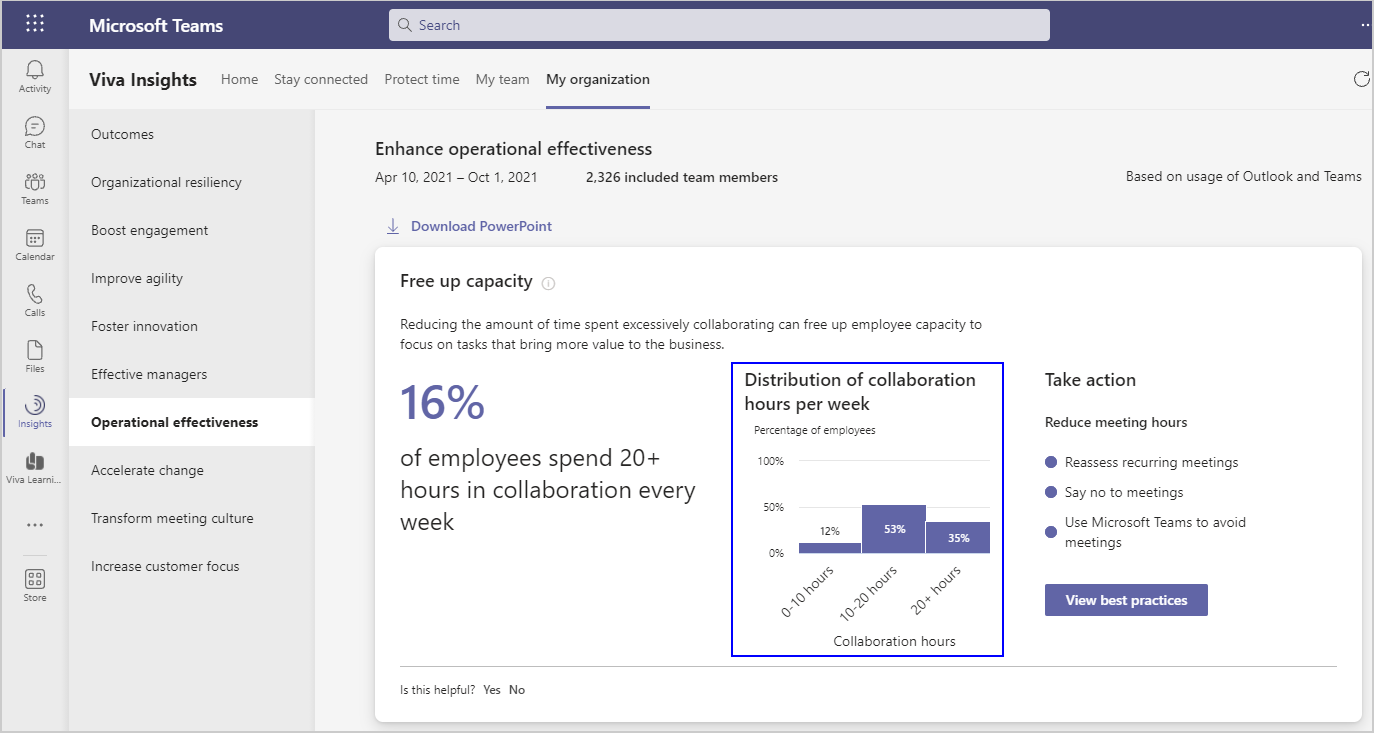 Microsoft Teams
Search
Viva Insights
Home
Stay connected
Protect time
My team
My organization
Activity
Chat
Teams
Calendar
Calls
Files
Insights
Viva Learni...
Store
Outcomes
Organizational resiliency
Boost engagement
Improve agility
Foster innovation
Effective managers
Operational effectiveness
Accelerate change
Transform meeting culture
Increase customer focus
Enhance operational effectiveness
Apr 10, 2021 – Oct 1, 2021
2,326 included team members
Based on usage of Outlook and Teams
Download PowerPoint
Free up capacity
Reducing the amount of time spent excessively collaborating can free up employee capacity to
focus on tasks that bring more value to the business.
16%
of employees spend 20+
hours in collaboration every
week
Distribution of collaboration
hours per week
Percentage of employees
100%
50%
0%
12%
53%
35%
0-10 hours
10-20 hours
20+ hours
Collaboration hours
Take action
Reduce meeting hours
Reassess recurring meetings
Say no to meetings
Use Microsoft Teams to avoid
meetings
View best practices
Is this helpful? Yes No